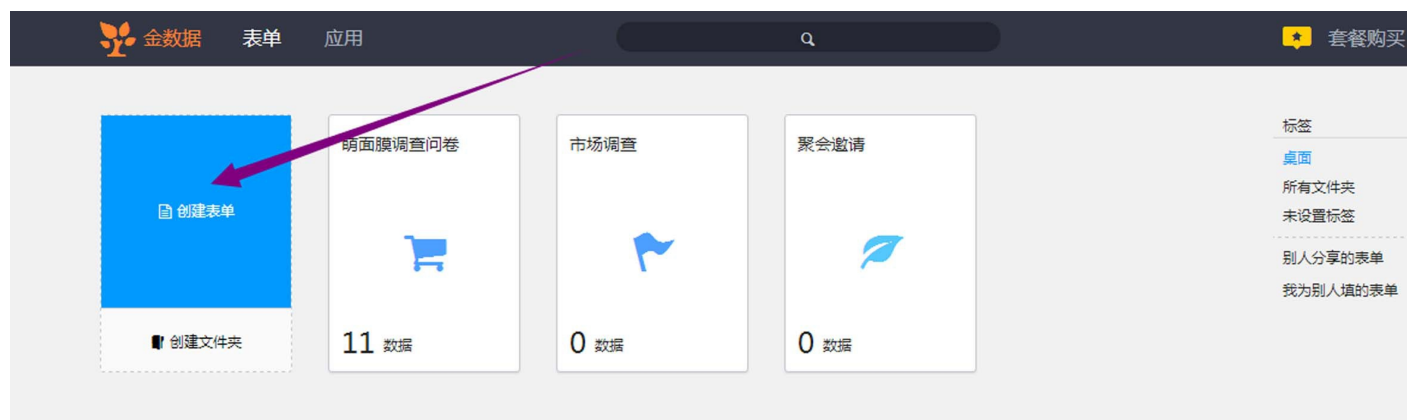 金数据 表单 应用 套餐购买
萌面膜调查问卷 市场调查 聚会邀请
创建表单
创建文件夹
11 数据 0 数据 0 数据
标签
桌面
所有文件夹
未设置标签
别人分享的表单
我为别人填的表单